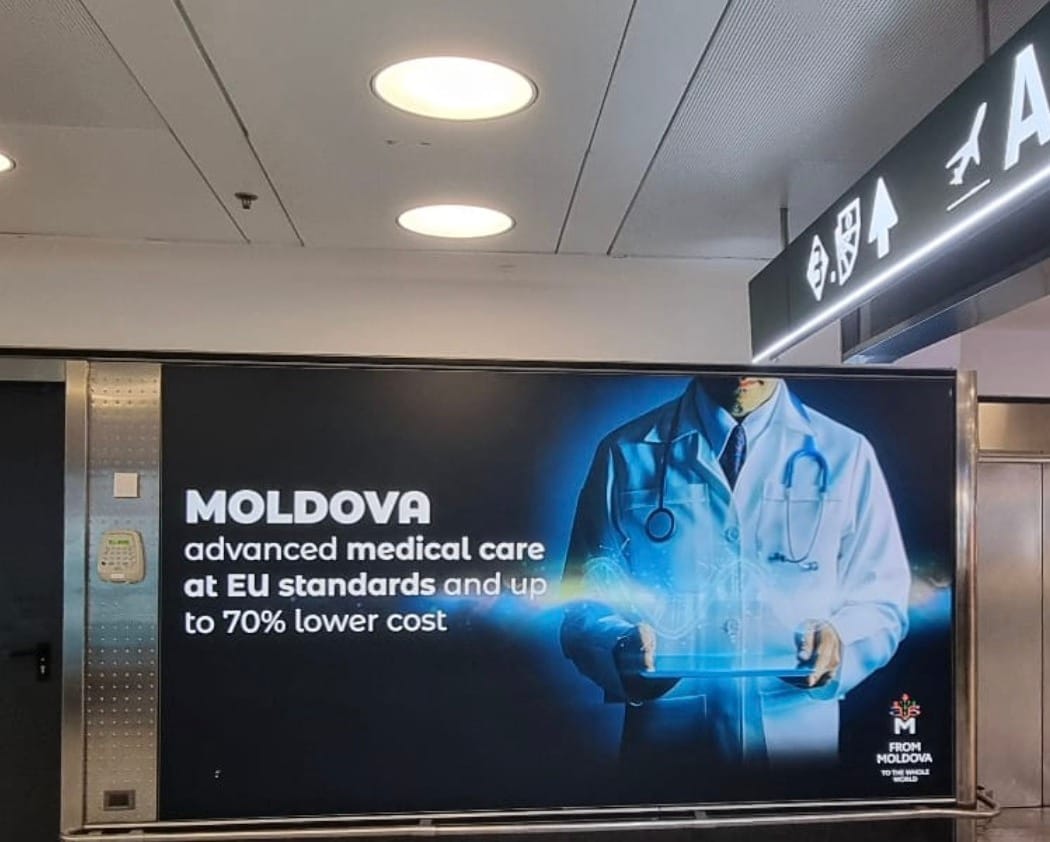 A
MOLDOVA
advanced medical care
at EU standards and up
to 70% lower cost
M
FROM
MOLDOVA
TO THE WHOLE
WORLD